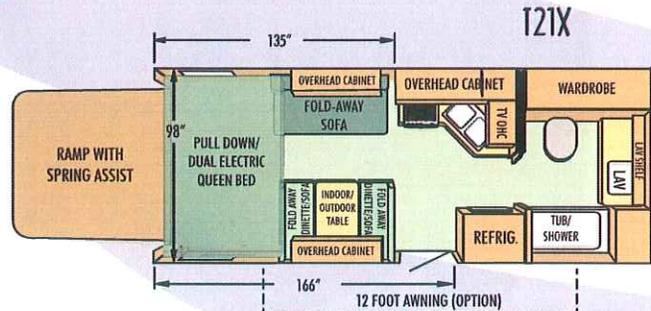 T21X
135"
OVERHEAD CABINET
OVERHEAD CABINET
WARDROBE
FOLD-AWAY
SOFA
TV OHC
98"
RAMP WITH
SPRING ASSIST
PULL DOWN/
DUAL ELECTRIC
QUEEN BED
LAV SHELF
LAV
FOLD AWAY
DINETTE/SOFA
INDOOR/
OUTDOOR
TABLE
FOLD AWAY
DINETTE/SOFA
OVERHEAD CABINET
REFRIG.
TUB/
SHOWER
166"
12 FOOT AWNING (OPTION)